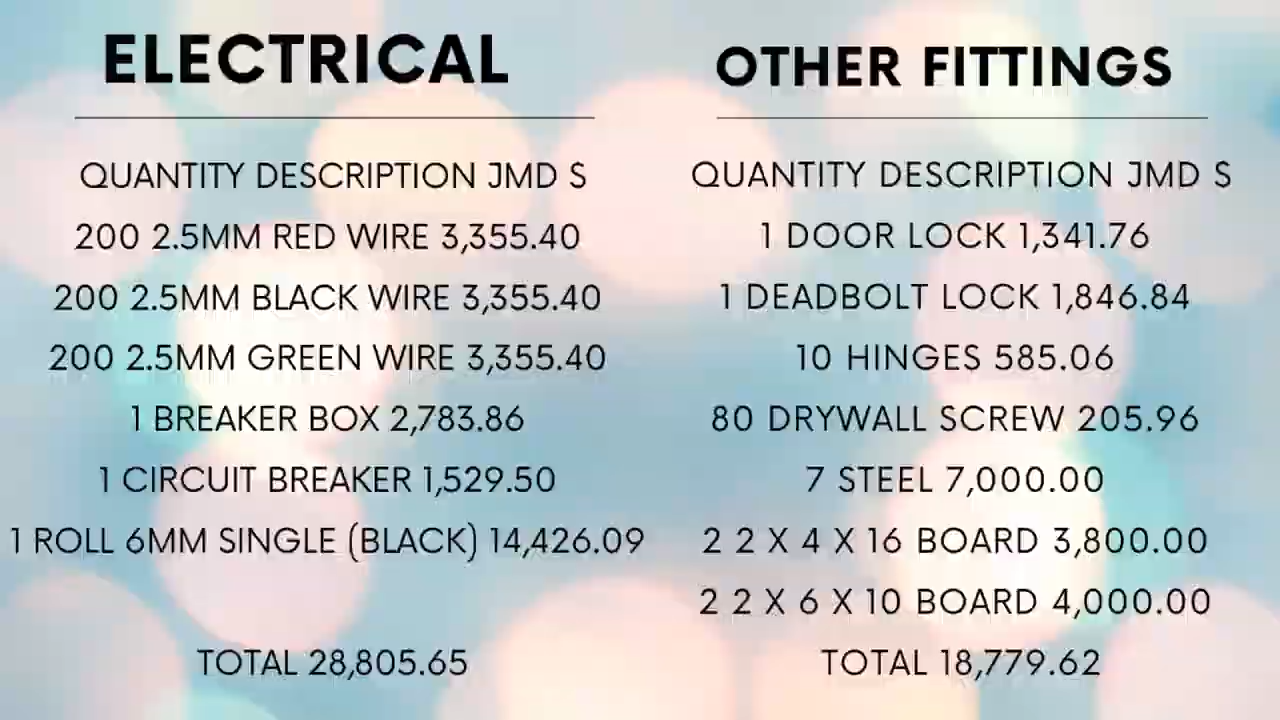 ELECTRICAL
QUANTITY DESCRIPTION JMD $
200 2.5MM RED WIRE 3,355.40
200 2.5MM BLACK WIRE 3,355.40
200 2.5MM GREEN WIRE 3,355.40
1 BREAKER BOX 2,783.86
1 CIRCUIT BREAKER 1,529.50
1 ROLL 6MM SINGLE (BLACK) 14,426.09
TOTAL 28,805.65
OTHER FITTINGS
QUANTITY DESCRIPTION JMD $
1 DOOR LOCK 1,341.76
1 DEADBOLT LOCK 1,846.84
10 HINGES 585.06
80 DRYWALL SCREW 205.96
7 STEEL 7,000.00
2 2 X 4 X 16 BOARD 3,800.00
2 2 X 6 X 10 BOARD 4,000.00
TOTAL 18,779.62